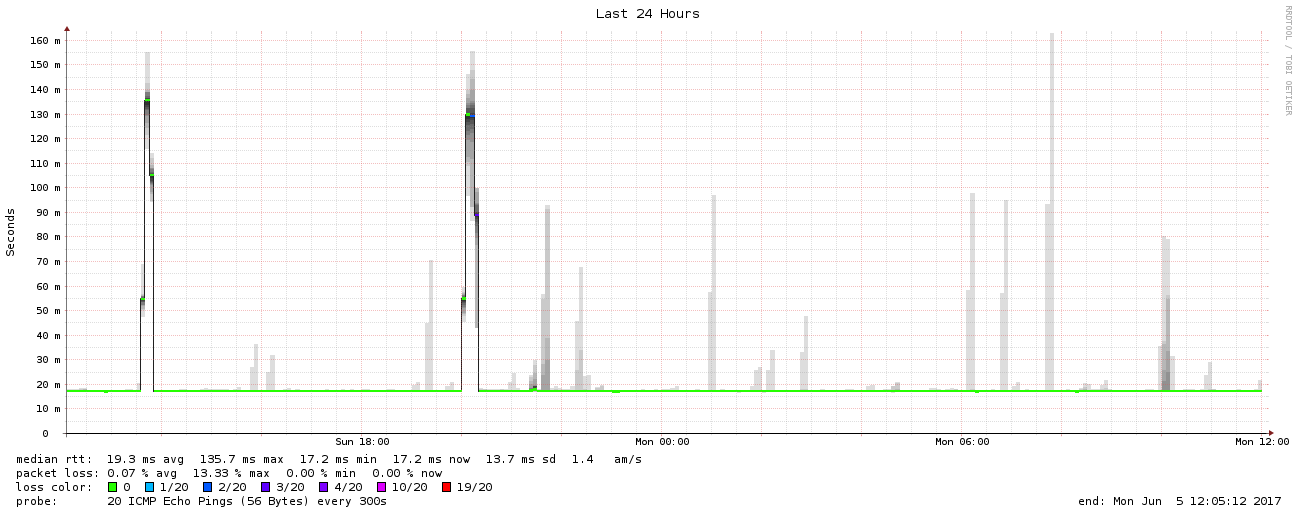 Last 24 Hours
RRDTOOL / TOBI OETIKER
Seconds
160 m
150 m
140 m
130 m
120 m
110 m
100 m
90 m
80 m
70 m
60 m
50 m
40 m
30 m
20 m
10 m
0
Sun 18:00 Mon 00:00 Mon 06:00 Mon 12:00
median rtt: 19.3 ms avg 135.7 ms max 17.2 ms min 17.2 ms now 13.7 ms sd 1.4 am/s
packet loss: 0.07 % avg 13.33 % max 0.00 % min 0.00 % now
loss color: 0 1/20 2/20 3/20 4/20 10/20 19/20
probe: 20 ICMP Echo Pings (56 Bytes) every 300s end: Mon Jun 5 12:05:12 2017